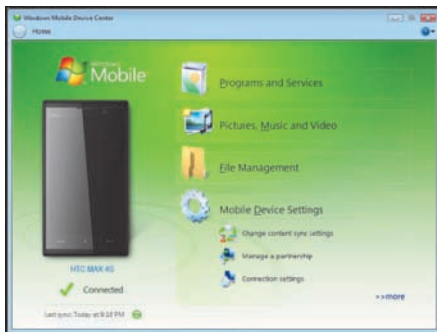 Windows Mobile Device Center
Home
Windows
Mobile
Programs and Services
Pictures, Music and Video
File Management
Mobile Device Settings
Change content sync settings
Manage a partnership
Connection settings
>>more
HTC MAX 4G
Connected
Last sync: Today at 9:18 PM